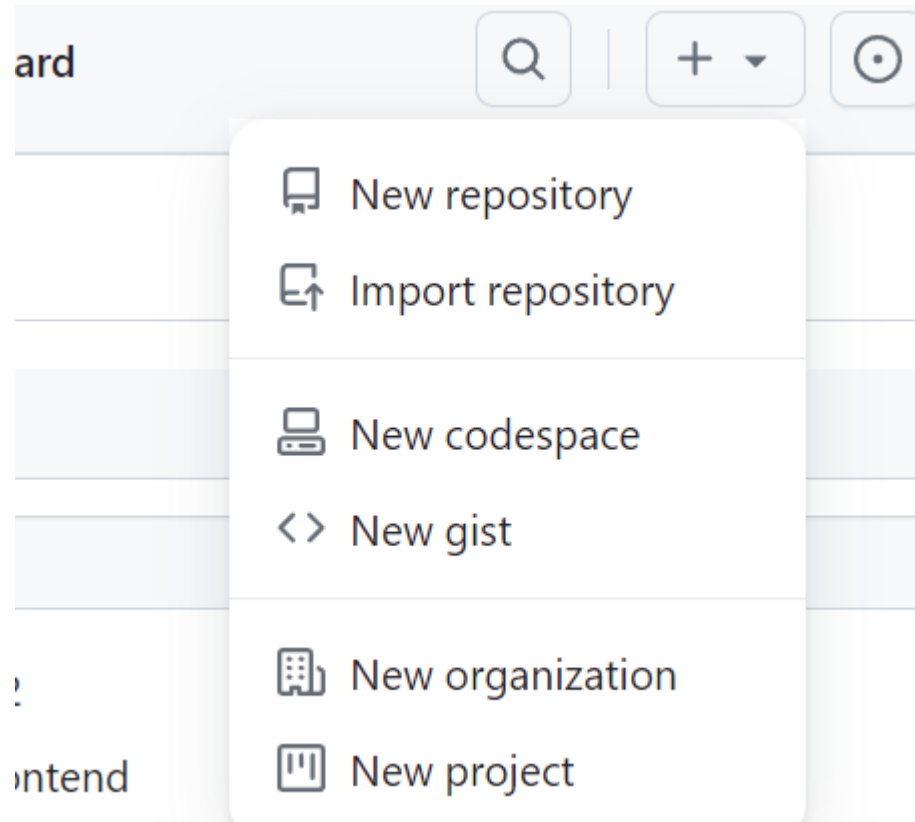 ard
New repository
Import repository
New codespace
New gist
New organization
New project
ontend